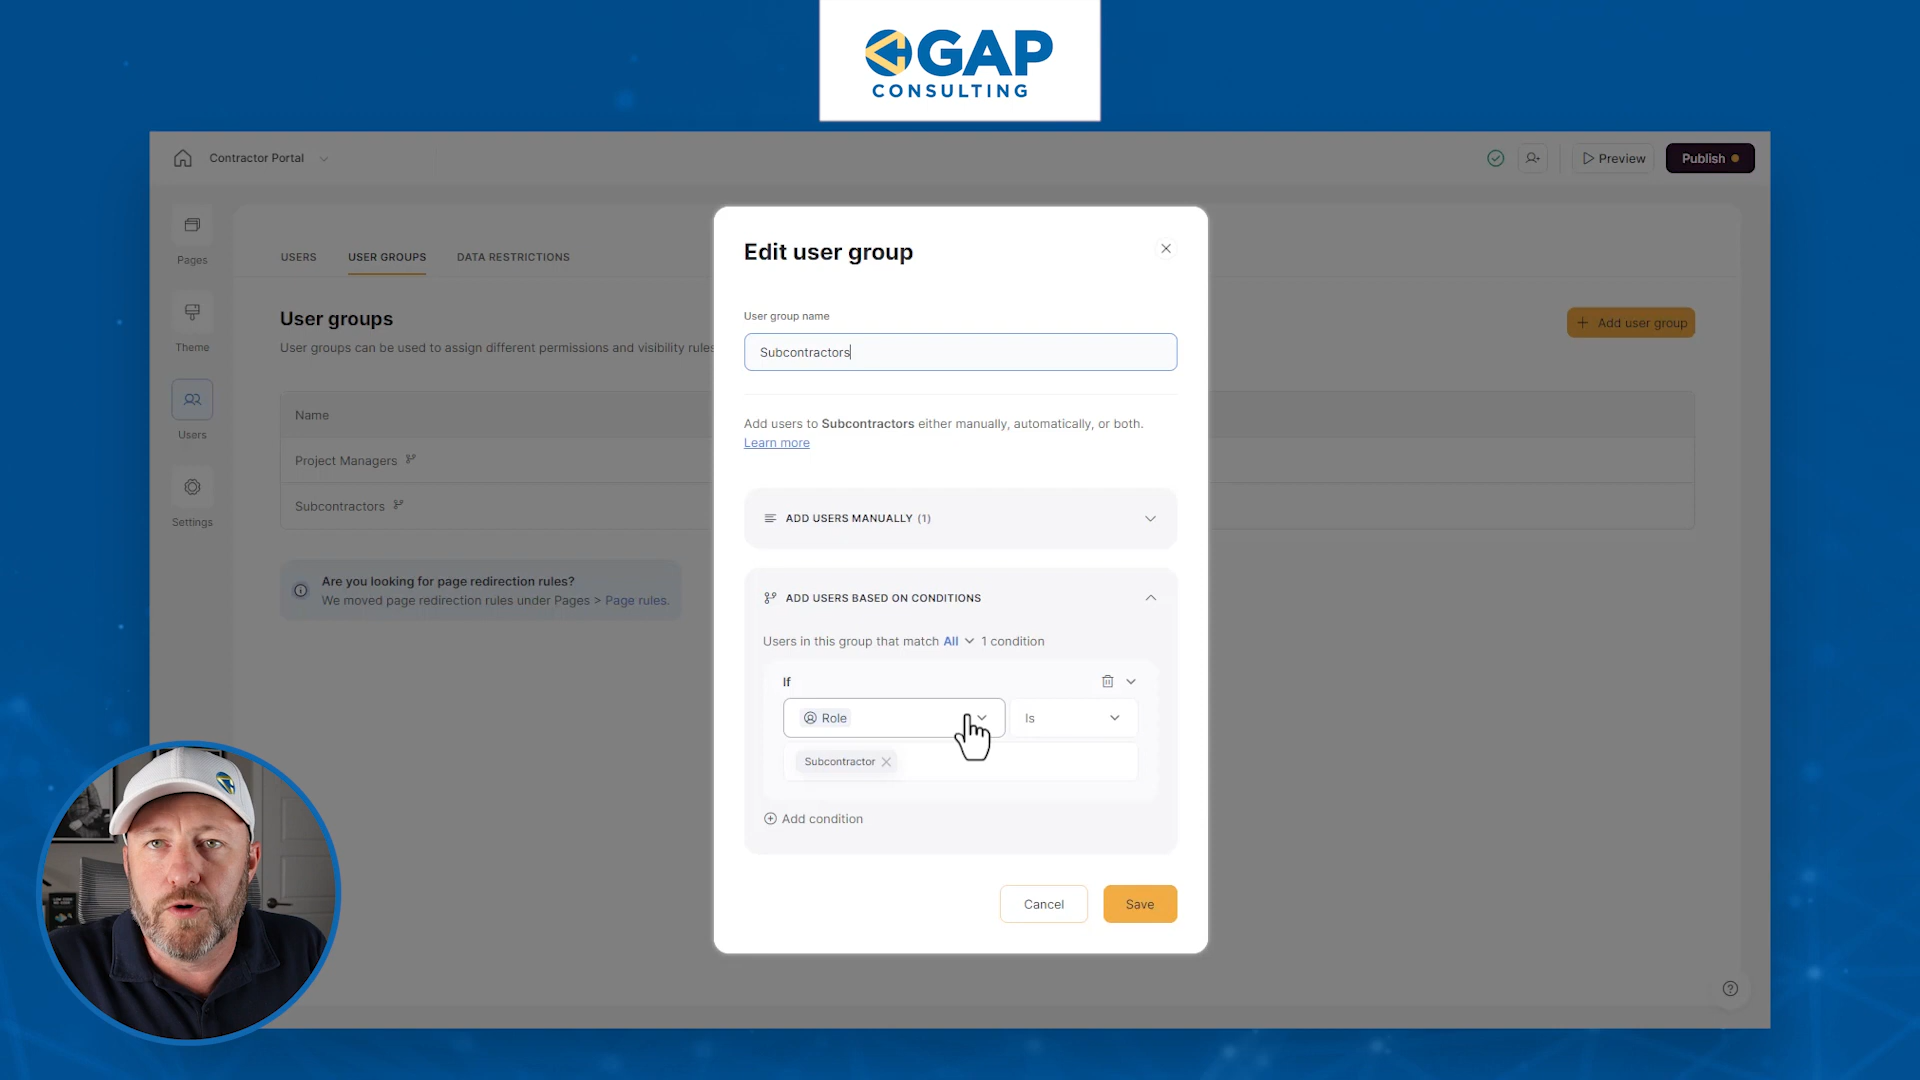 GAP
CONSULTING
Contractor Portal
Preview
Publish
Pages
Theme
Users
Settings
USERS
USER GROUPS
DATA RESTRICTIONS
User groups
User groups can be used to assign different permissions and visibility rules
Add user group
Name
Project Managers
Subcontractors
Are you looking for page redirection rules?
We moved page redirection rules under Pages > Page rules.
Edit user group
User group name
Subcontractors
Add users to Subcontractors either manually, automatically, or both.
Learn more
ADD USERS MANUALLY (1)
ADD USERS BASED ON CONDITIONS
Users in this group that match All 1 condition
If
Role
Is
Subcontractor
Add condition
Cancel
Save